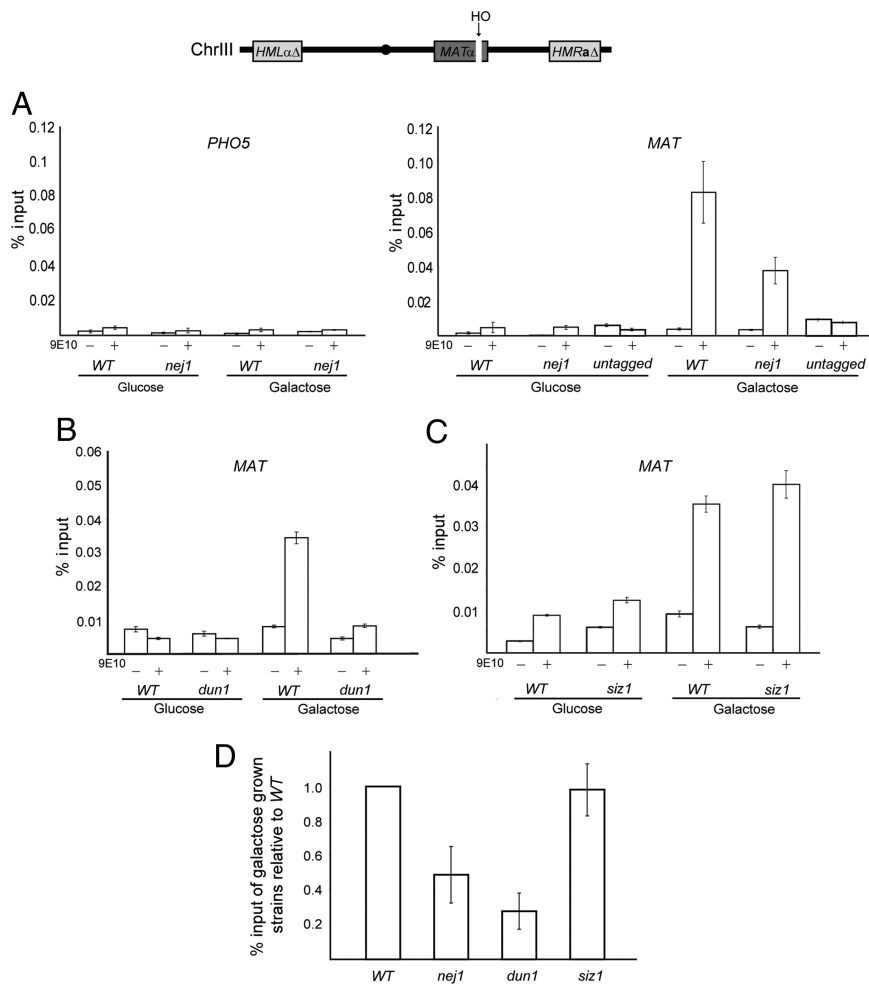 HO
ChrIII
HMLαΔ
MATα
HMRaΔ
A
PHO5
% input
0.12
0.1
0.08
0.06
0.04
0.02
9E10 – + – + – + – +
WT nej1 WT nej1
Glucose Galactose
MAT
% input
0.12
0.10
0.08
0.06
0.04
0.02
9E10 – + – + – + – + – + – +
WT nej1 untagged WT nej1 untagged
Glucose Galactose
B
MAT
% input
0.06
0.05
0.04
0.03
0.02
0.01
9E10
– + – + – + – +
WT dun1 WT dun1
Glucose Galactose
C
MAT
% input
0.04
0.03
0.02
0.01
9E10
– + – + – + – +
WT siz1 WT siz1
Glucose Galactose
D
% input of galactose grown
strains relative to WT
1.0
0.8
0.6
0.4
0.2
WT nej1 dun1 siz1